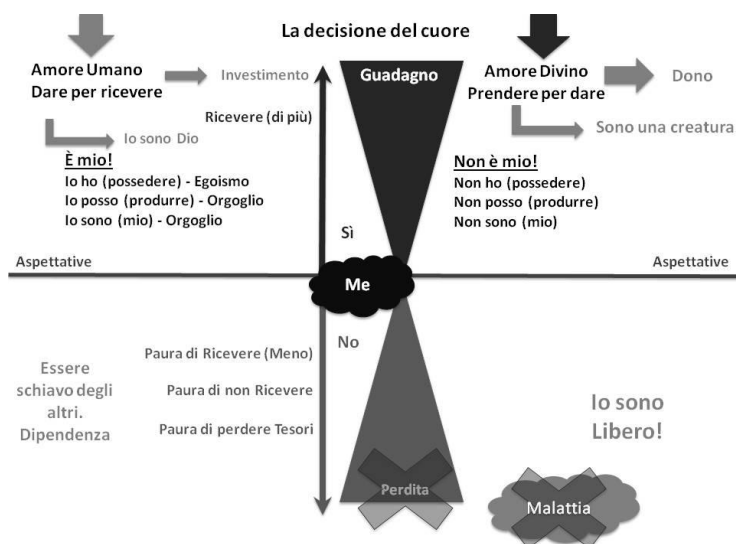 La decisione del cuore
Amore Umano
Dare per ricevere
Investimento
Ricevere (di più)
Io sono Dio
È mio!
Io ho (possedere) - Egoismo
Io posso (produrre) - Orgoglio
Io sono (mio) - Orgoglio
Guadagno
Amore Divino
Prendere per dare
Dono
Sono una creatura
Non è mio!
Non ho (possedere)
Non posso (produrre)
Non sono (mio)
Sì
Aspettative
Aspettative
Me
No
Essere
schiavo degli
altri.
Dipendenza
Paura di Ricevere (Meno)
Paura di non Ricevere
Paura di perdere Tesori
Perdita
Io sono
Libero!
Malattia